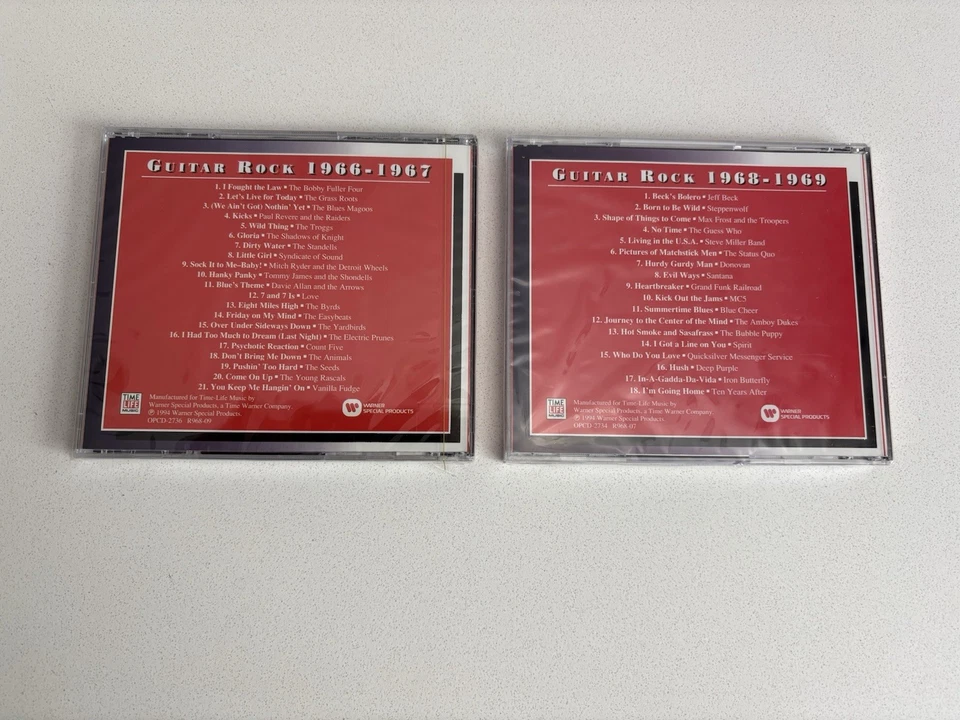 GUITAR ROCK 1966-1967
1. I Fought the Law • The Bobby Fuller Four
2. Let's Live for Today • The Grass Roots
3. (We Ain't Got) Nothin' Yet • The Blues Magoos
4. Kicks • Paul Revere and the Raiders
5. Wild Thing • The Troggs
6. Gloria • The Shadows of Knight
7. Dirty Water • The Standells
8. Little Girl • Syndicate of Sound
9. Sock It to Me–Baby! • Mitch Ryder and the Detroit Wheels
10. Hanky Panky • Tommy James and the Shondells
11. Blue's Theme • Davie Allan and the Arrows
12. 7 and 7 Is • Love
13. Eight Miles High • The Byrds
14. Friday on My Mind • The Easybeats
15. Over Under Sideways Down • The Yardbirds
16. I Had Too Much to Dream (Last Night) • The Electric Prunes
17. Psychotic Reaction • Count Five
18. Don't Bring Me Down • The Animals
19. Pushin' Too Hard • The Seeds
20. Come On Up • The Young Rascals
21. You Keep Me Hangin' On • Vanilla Fudge
TIME LIFE MUSIC
Manufactured for Time-Life Music by
Warner Special Products, a Time Warner Company.
℗ 1994 Warner Special Products.
OPCD-2736 R968-09
WARNER
SPECIAL PRODUCTS
GUITAR ROCK 1968-1969
1. Beck's Bolero • Jeff Beck
2. Born to Be Wild • Steppenwolf
3. Shape of Things to Come • Max Frost and the Troopers
4. No Time • The Guess Who
5. Living in the U.S.A. • Steve Miller Band
6. Pictures of Matchstick Men • The Status Quo
7. Hurdy Gurdy Man • Donovan
8. Evil Ways • Santana
9. Heartbreaker • Grand Funk Railroad
10. Kick Out the Jams • MC5
11. Summertime Blues • Blue Cheer
12. Journey to the Center of the Mind • The Amboy Dukes
13. Hot Smoke and Sasafrass • The Bubble Puppy
14. I Got a Line on You • Spirit
15. Who Do You Love • Quicksilver Messenger Service
16. Hush • Deep Purple
17. In-A-Gadda-Da-Vida • Iron Butterfly
18. I'm Going Home • Ten Years After
TIME LIFE MUSIC
Manufactured for Time-Life Music by
Warner Special Products, a Time Warner Company.
℗ 1994 Warner Special Products.
OPCD-2734 R968-07
WARNER
SPECIAL PRODUCTS